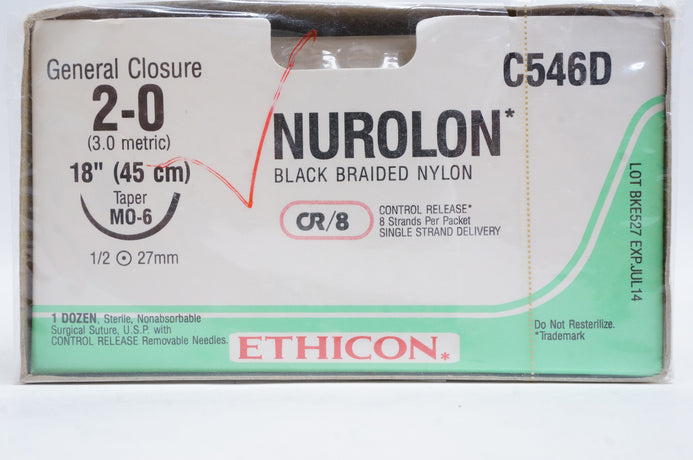 General Closure
2-0
(3.0 metric)
18" (45 cm)
Taper
MO-6
1/2 ⊙ 27mm
C546D
NUROLON*
BLACK BRAIDED NYLON
CR/8
CONTROL RELEASE*
8 Strands Per Packet
SINGLE STRAND DELIVERY
LOT BKE527 EXP.JUL14
1 DOZEN, Sterile, Nonabsorbable
Surgical Suture, U.S.P. with
CONTROL RELEASE Removable Needles.
ETHICON*
Do Not Resterilize.
*Trademark